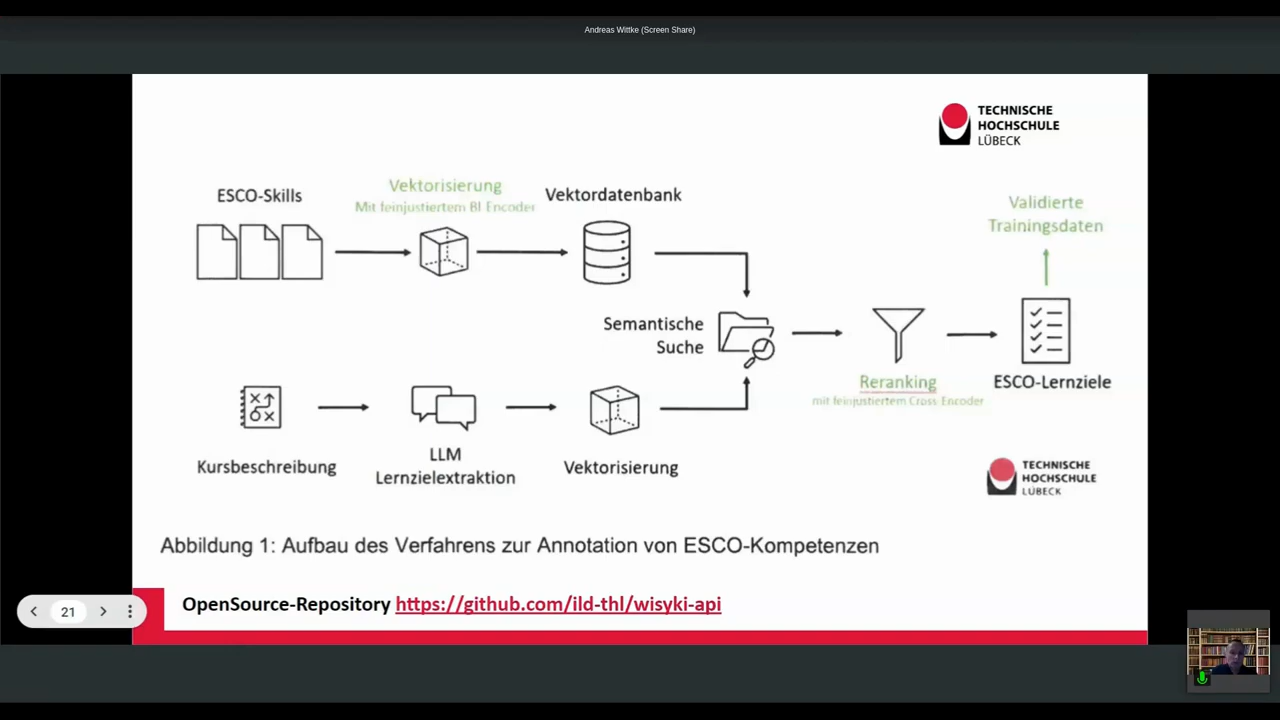 Andreas Wittke (Screen Share)
TECHNISCHE
HOCHSCHULE
LÜBECK
ESCO-Skills
Vektorisierung
Mit feinjustiertem BI Encoder
Vektordatenbank
Validierte
Trainingsdaten
Semantische
Suche
Reranking
mit feinjustiertem Cross Encoder
ESCO-Lernziele
Kursbeschreibung
LLM
Lernzielextraktion
Vektorisierung
TECHNISCHE
HOCHSCHULE
LÜBECK
Abbildung 1: Aufbau des Verfahrens zur Annotation von ESCO-Kompetenzen
OpenSource-Repository https://github.com/ild-thl/wisyki-api
21